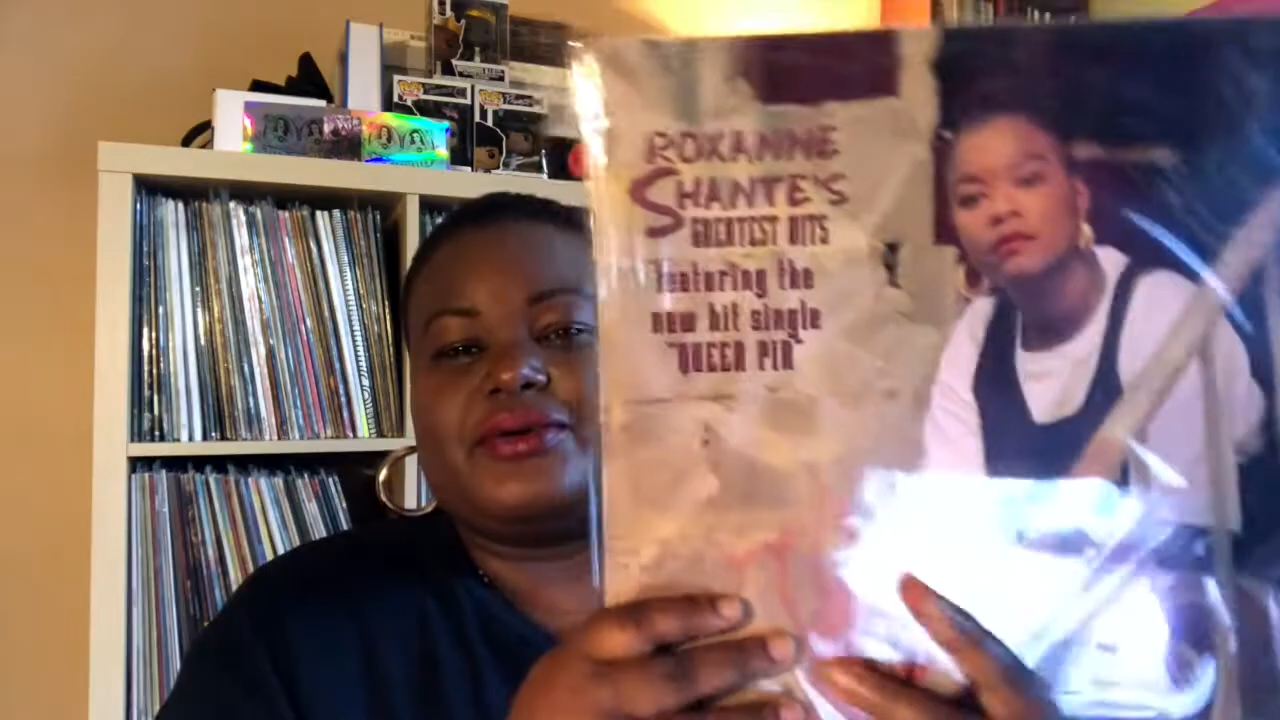 ROXANNE
SHANTE'S
GREATEST HITS
featuring the
new hit single
"QUEEN PIN"